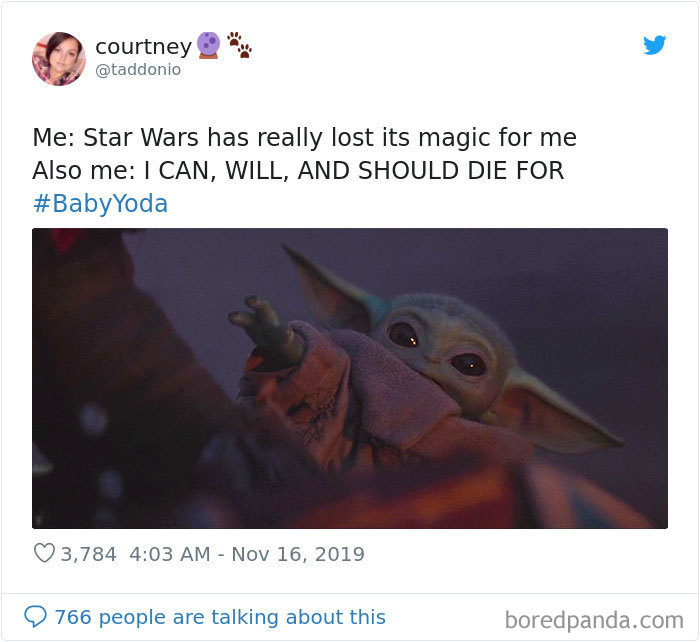 courtney🔮🐾
@taddonio
Me: Star Wars has really lost its magic for me
Also me: I CAN, WILL, AND SHOULD DIE FOR
#BabyYoda
3,784 4:03 AM - Nov 16, 2019
766 people are talking about this
boredpanda.com